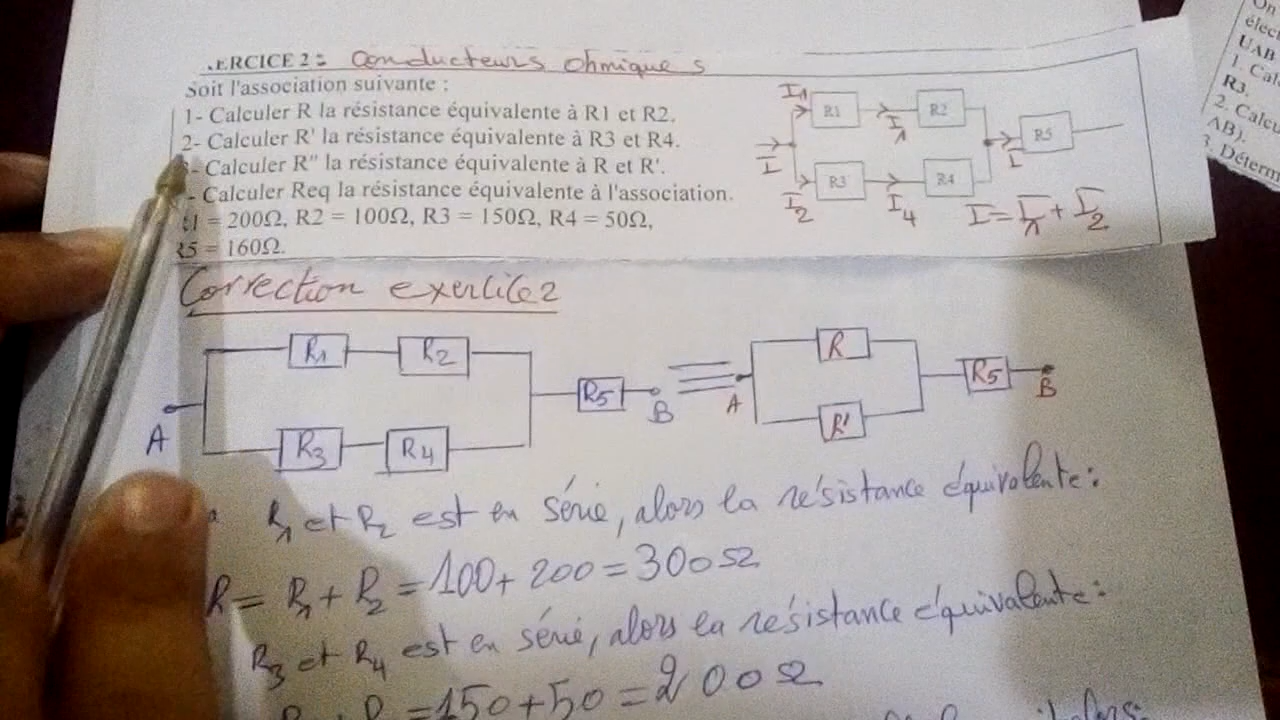 .ERCICE 2 : Conducteurs Ohmiques
Soit l'association suivante :
1- Calculer R la résistance équivalente à R1 et R2.
2- Calculer R' la résistance équivalente à R3 et R4.
- Calculer R'' la résistance équivalente à R et R'.
- Calculer Req la résistance équivalente à l'association.
R1 = 200Ω, R2 = 100Ω, R3 = 150Ω, R4 = 50Ω,
R5 = 160Ω.
I1
R1
I1
R2
R5
I
I
R3
R4
I2
I4
I = I1 + I2
On
élec
UAB
1. Calc
R3.
2. Calcu
AB).
3. Déterm
Correction exercice 2
R1 R2
R5
A B
R3 R4
R
R5
A B
R'
R1 et R2 est en série, alors la résistance équivalente :
R = R1 + R2 = 100 + 200 = 300Ω
R3 et R4 est en série, alors la résistance équivalente :
= 150 + 50 = 200Ω